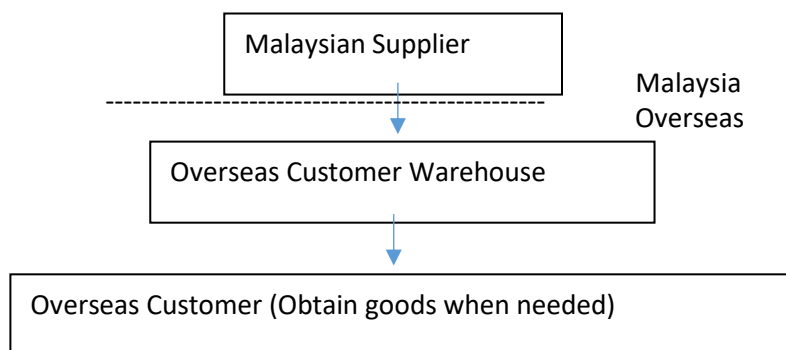 Malaysian Supplier
Malaysia
Overseas
Overseas Customer Warehouse
Overseas Customer (Obtain goods when needed)